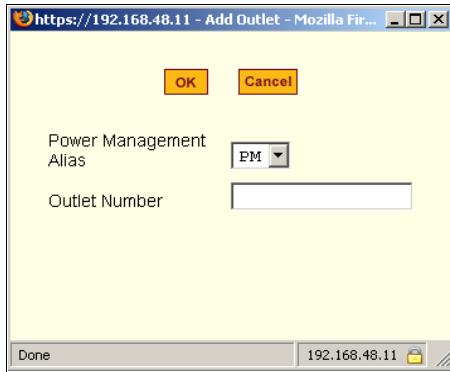 https://192.168.48.11 - Add Outlet - Mozilla Fir...
OK Cancel
Power Management
Alias
PM
Outlet Number
Done 192.168.48.11